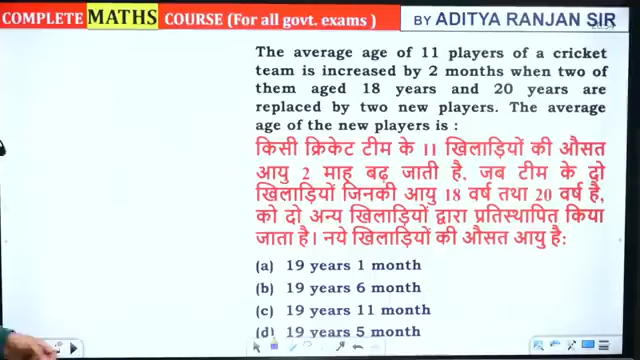 COMPLETE MATHS COURSE (For all govt. exams ) BY ADITYA RANJAN SIR
The average age of 11 players of a cricket
team is increased by 2 months when two of
them aged 18 years and 20 years are
replaced by two new players. The average
age of the new players is :
किसी क्रिकेट टीम के 11 खिलाड़ियों की औसत
आयु 2 माह बढ़ जाती है, जब टीम के दो
खिलाड़ियों जिनकी आयु 18 वर्ष तथा 20 वर्ष है,
को दो अन्य खिलाड़ियों द्वारा प्रतिस्थापित किया
जाता है। नये खिलाड़ियों की औसत आयु है:
(a) 19 years 1 month
(b) 19 years 6 month
(c) 19 years 11 month
(d) 19 years 5 month